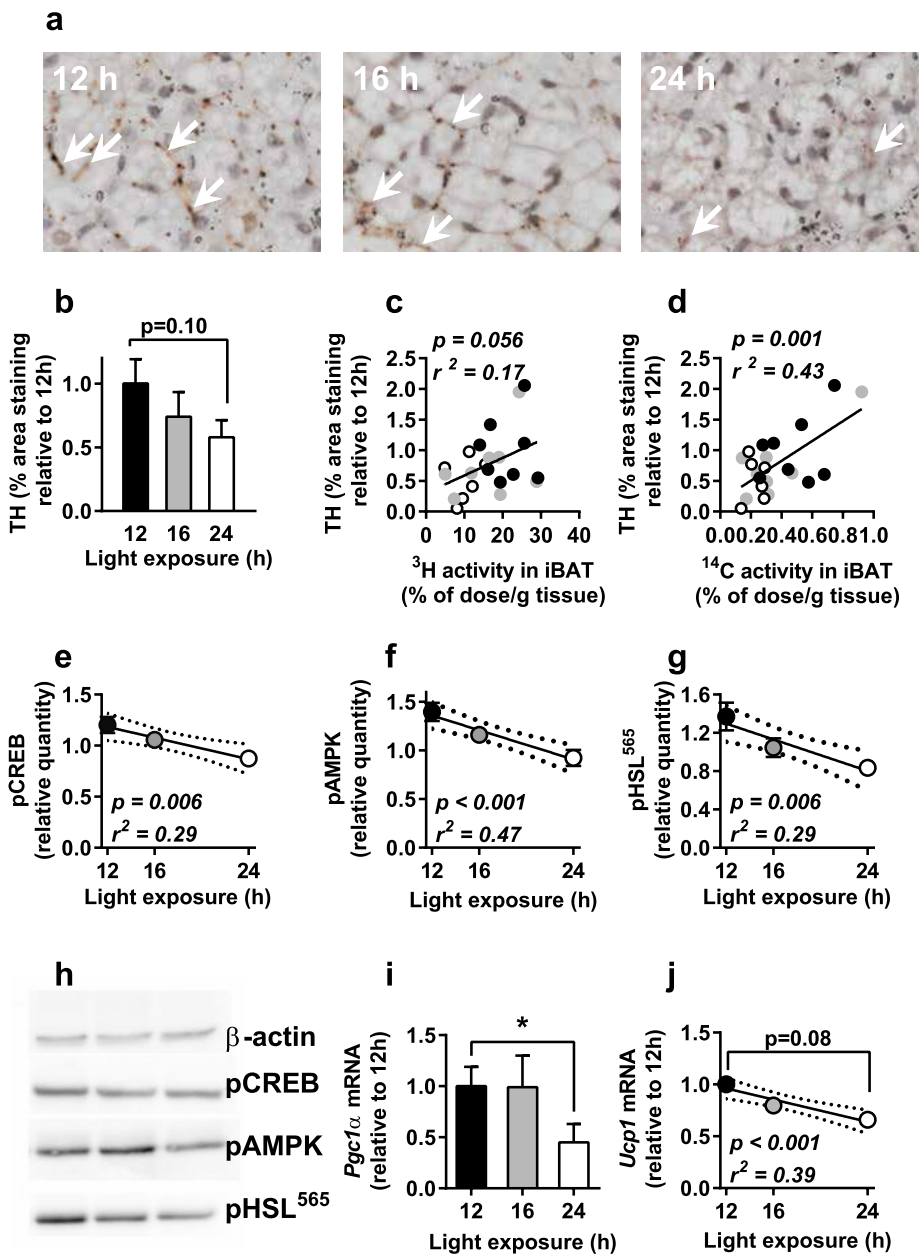 a
12 h
16 h
24 h
b
p=0.10
TH (% area staining
relative to 12h)
1.0
0.5
0.0
12 16 24
Light exposure (h)
c
p = 0.056
r² = 0.17
TH (% area staining
relative to 12h)
2.5
2.0
1.5
1.0
0.5
0.0
0 10 20 30 40
³H activity in iBAT
(% of dose/g tissue)
d
p = 0.001
r² = 0.43
TH (% area staining
relative to 12h)
2.5
2.0
1.5
1.0
0.5
0.0
0.0 0.2 0.4 0.6 0.8 1.0
¹⁴C activity in iBAT
(% of dose/g tissue)
e
pCREB
(relative quantity)
1.5
1.0
0.5
0.0
p = 0.006
r² = 0.29
12 16 24
Light exposure (h)
f
pAMPK
(relative quantity)
1.5
1.0
0.5
0.0
p < 0.001
r² = 0.47
12 16 24
Light exposure (h)
g
pHSL⁵⁶⁵
(relative quantity)
1.6
1.2
0.8
0.4
0.0
p = 0.006
r² = 0.29
12 16 24
Light exposure (h)
h
β-actin
pCREB
pAMPK
pHSL⁵⁶⁵
i
*
Pgc1α mRNA
(relative to 12h)
1.5
1.0
0.5
0.0
12 16 24
Light exposure (h)
j
p=0.08
Ucp1 mRNA
(relative to 12h)
1.5
1.0
0.5
0.0
p < 0.001
r² = 0.39
12 16 24
Light exposure (h)